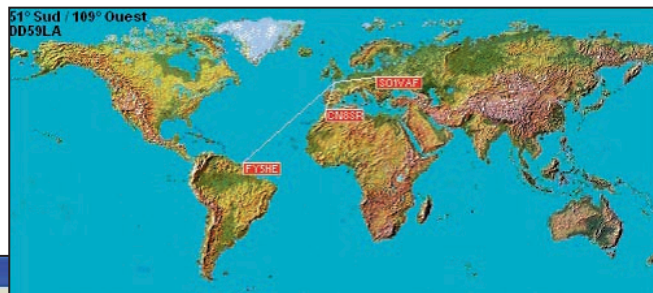 51° Sud / 109° Ouest
DD59LA
SO1VAF
CN8SR
FY5HE